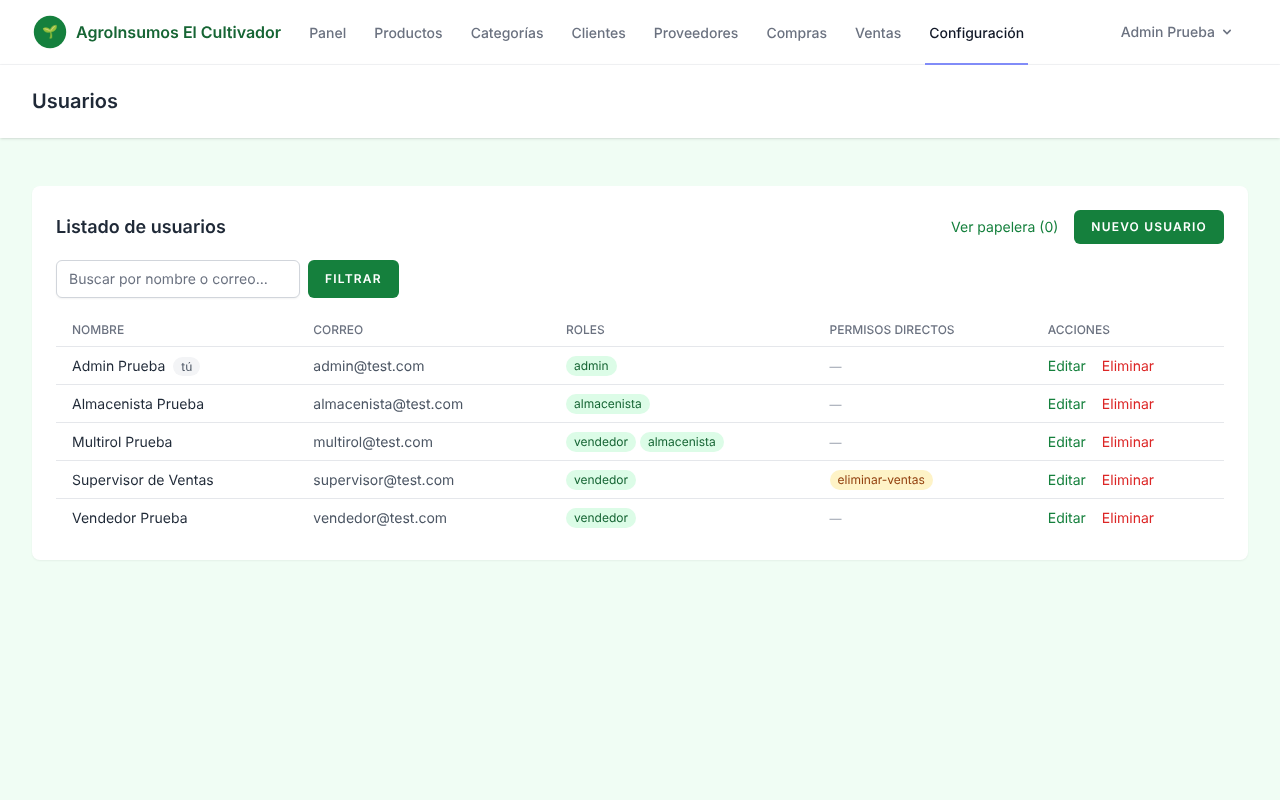 AgroInsumos El Cultivador Panel Productos Categorías Clientes Proveedores Compras Ventas Configuración Admin Prueba
Usuarios
Listado de usuarios Ver papelera (0) NUEVO USUARIO
Buscar por nombre o correo... FILTRAR
NOMBRE CORREO ROLES PERMISOS DIRECTOS ACCIONES
Admin Prueba tú admin@test.com admin — Editar Eliminar
Almacenista Prueba almacenista@test.com almacenista — Editar Eliminar
Multirol Prueba multirol@test.com vendedor almacenista — Editar Eliminar
Supervisor de Ventas supervisor@test.com vendedor eliminar-ventas Editar Eliminar
Vendedor Prueba vendedor@test.com vendedor — Editar Eliminar